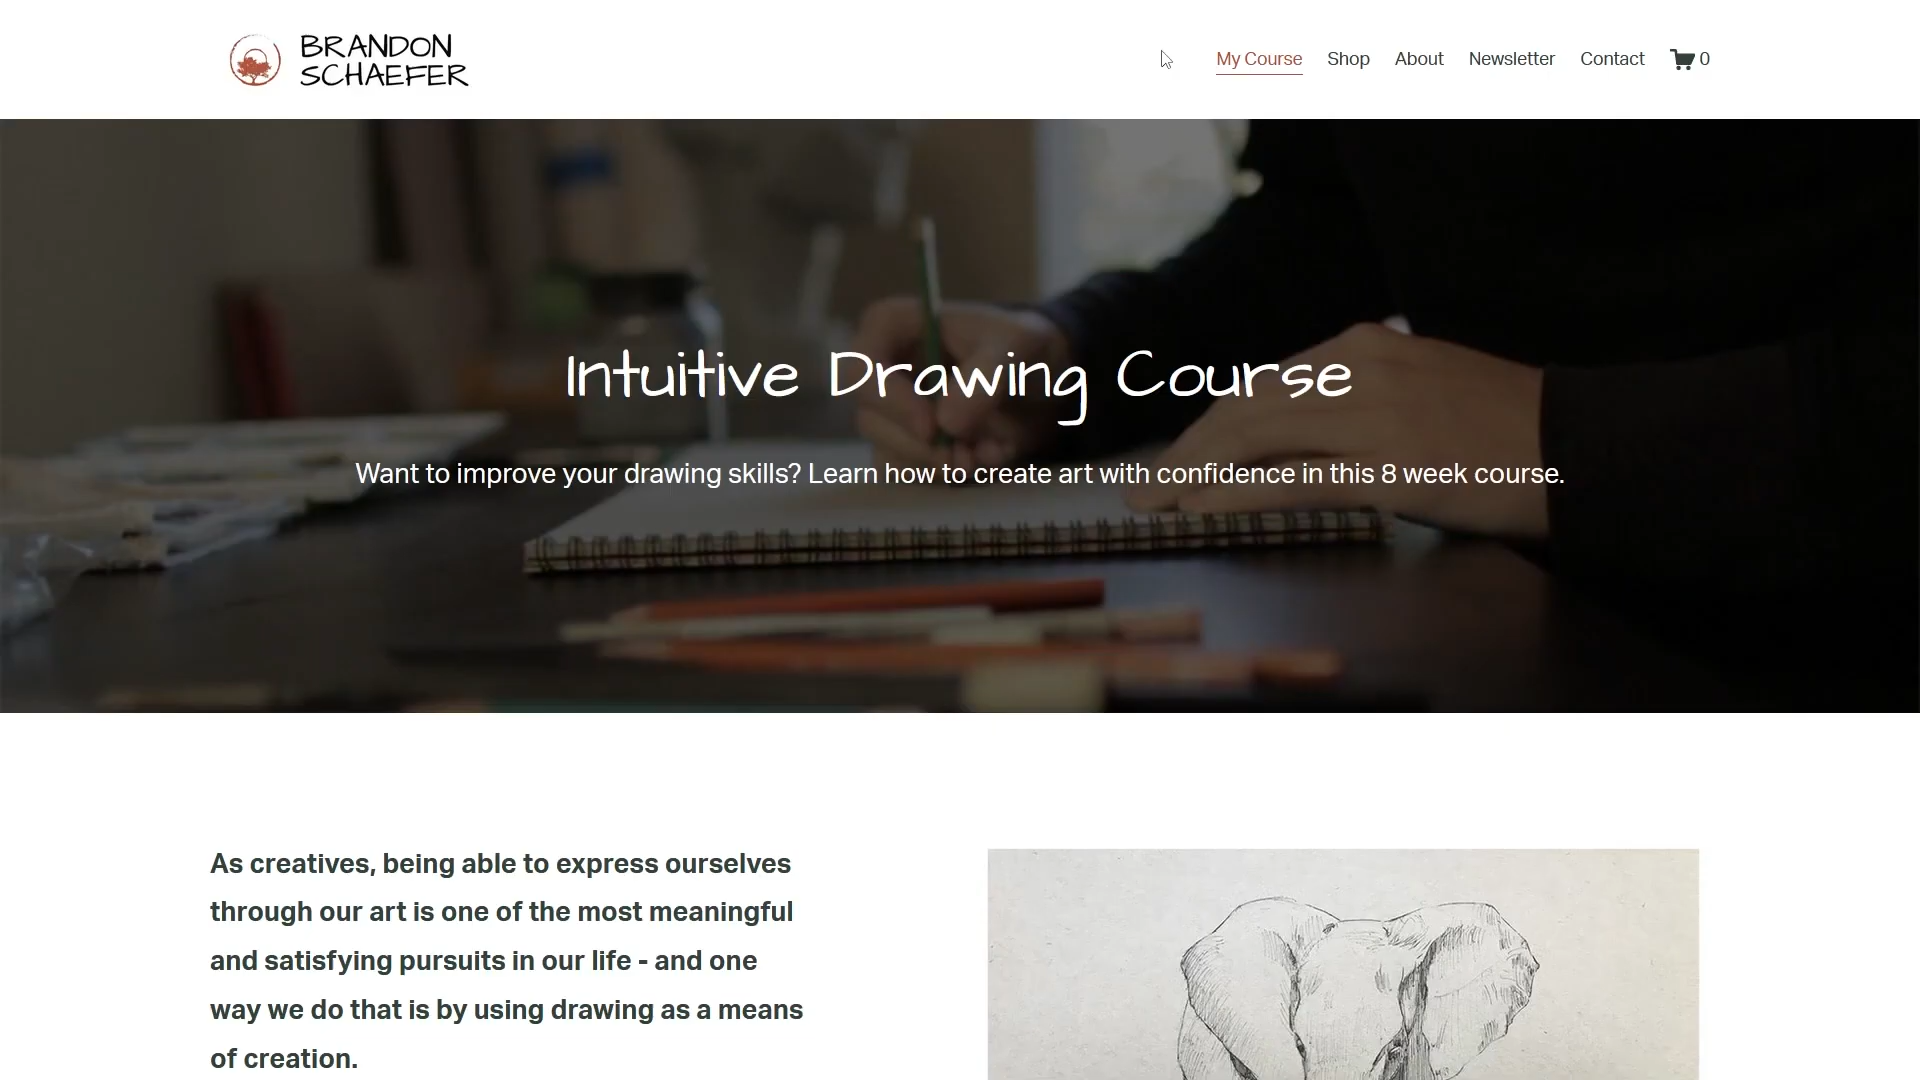 BRANDON
SCHAEFER
My Course Shop About Newsletter Contact 0
Intuitive Drawing Course
Want to improve your drawing skills? Learn how to create art with confidence in this 8 week course.
As creatives, being able to express ourselves
through our art is one of the most meaningful
and satisfying pursuits in our life - and one
way we do that is by using drawing as a means
of creation.